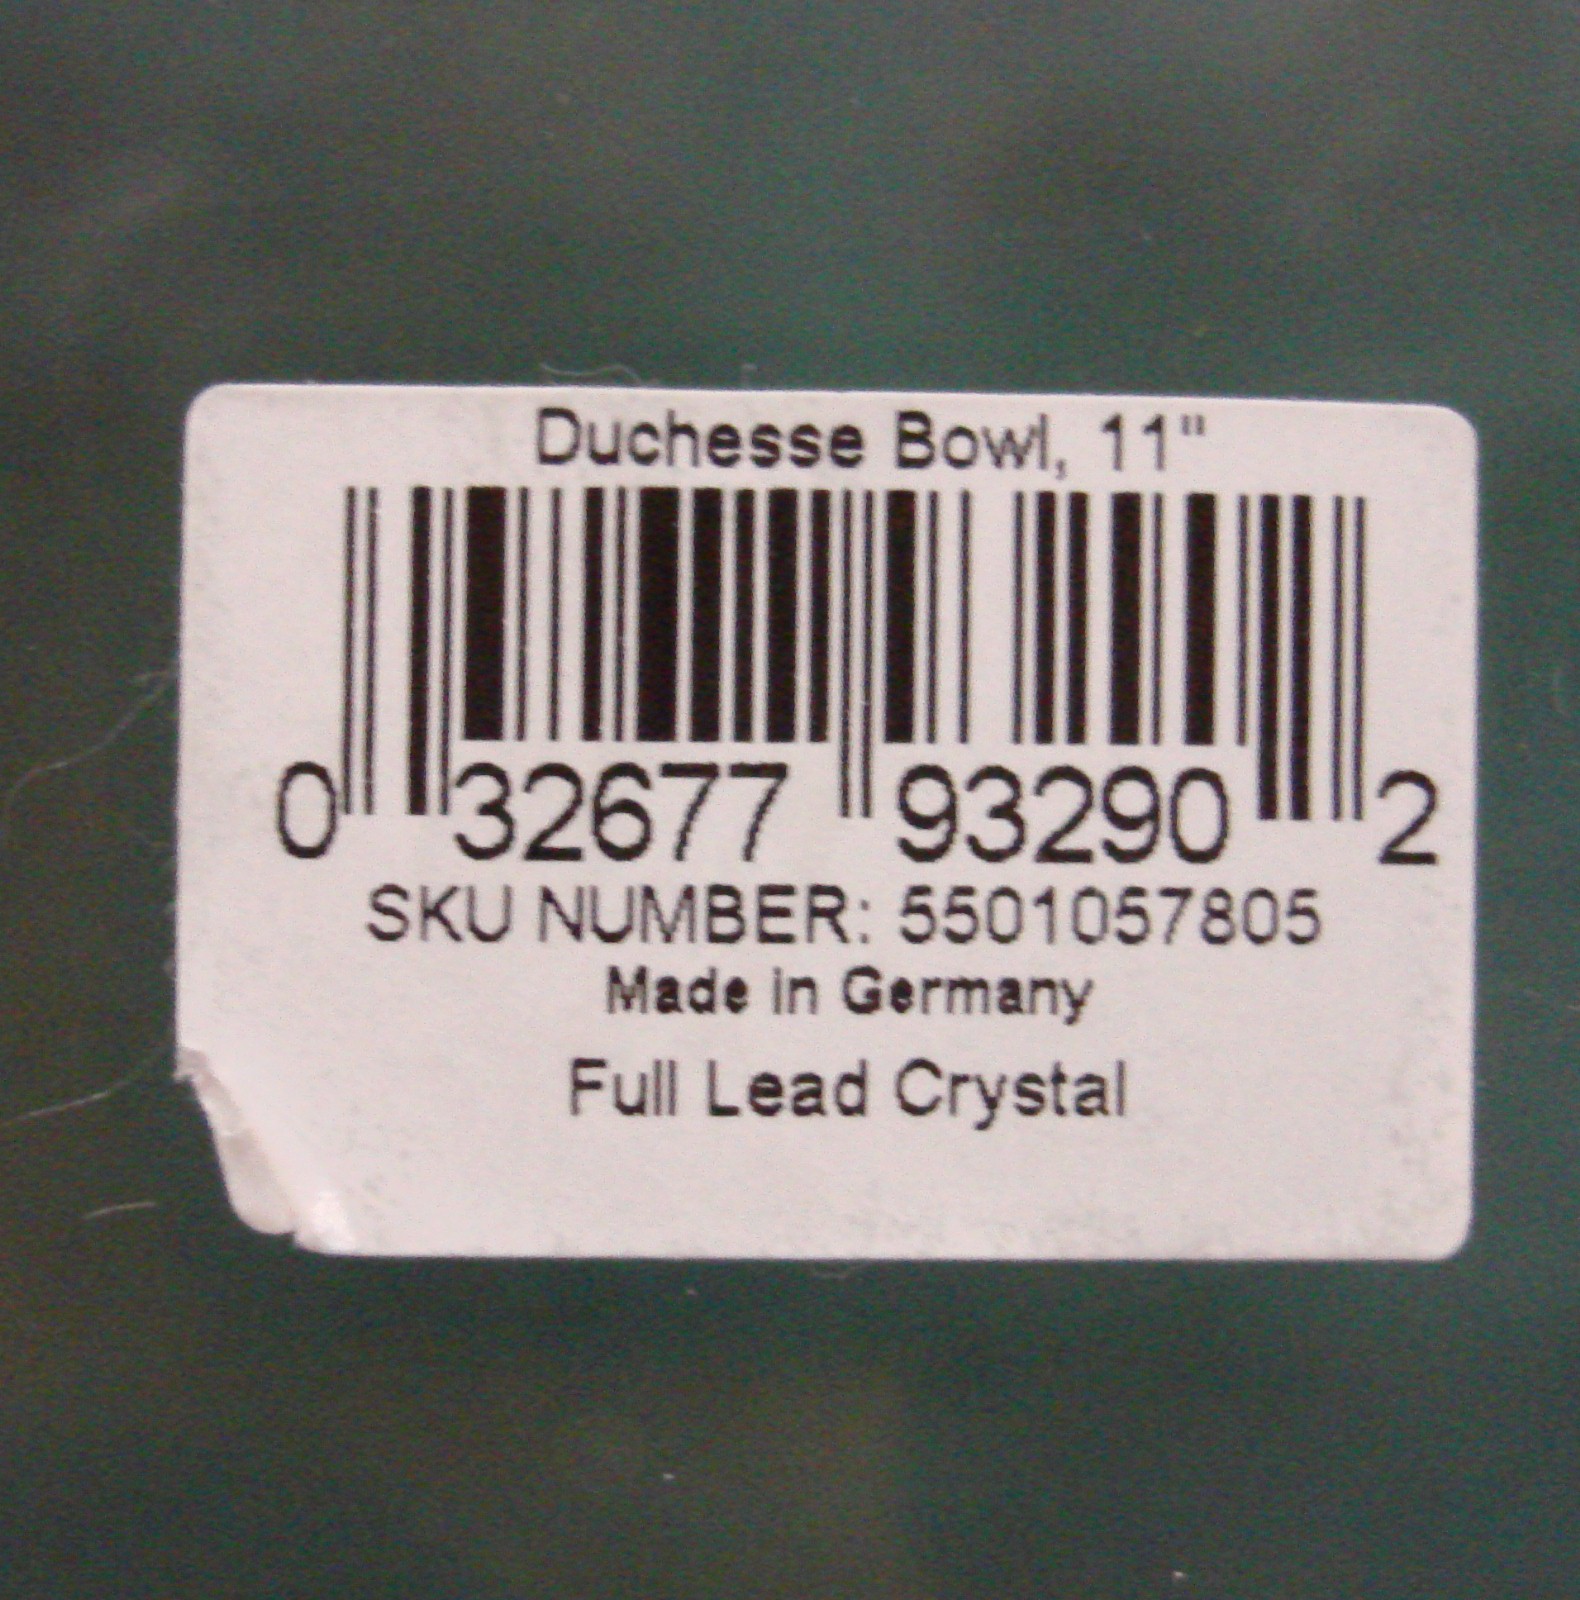 Duchesse Bowl, 11"
0 32677 93290 2
SKU NUMBER: 5501057805
Made in Germany
Full Lead Crystal